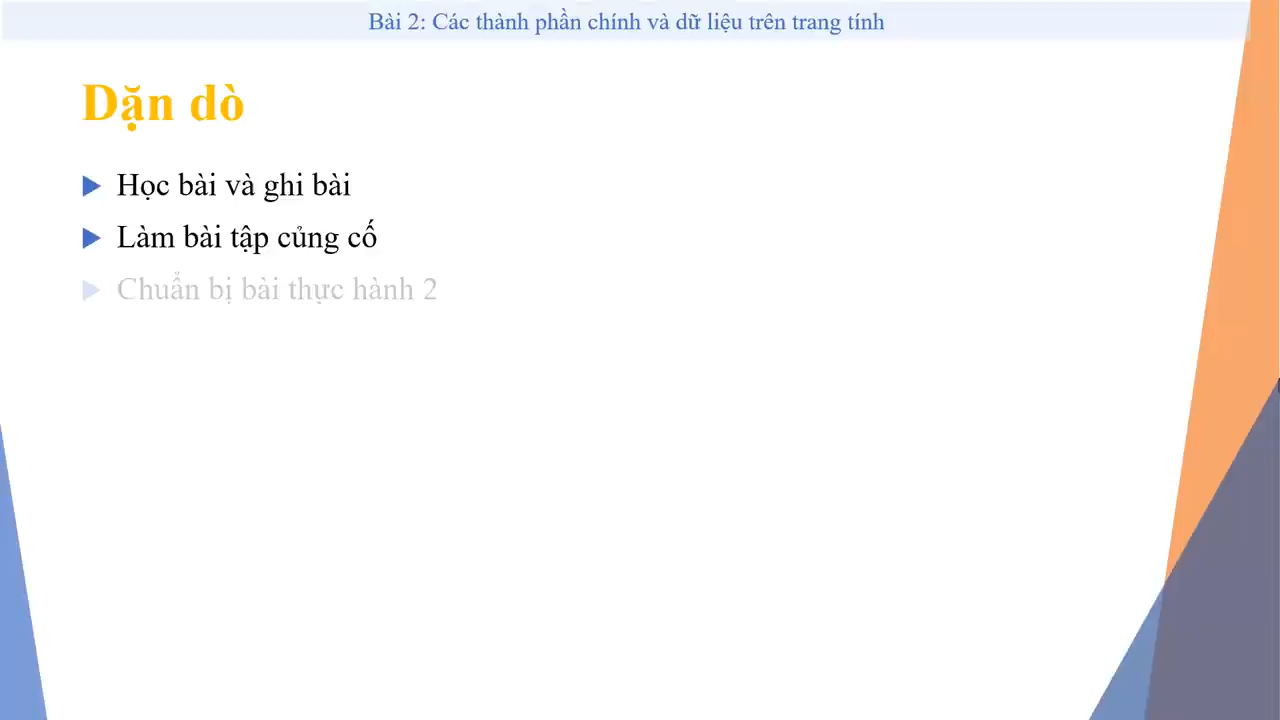 Bài 2: Các thành phần chính và dữ liệu trên trang tính
Dặn dò
Học bài và ghi bài
Làm bài tập củng cố
Chuẩn bị bài thực hành 2